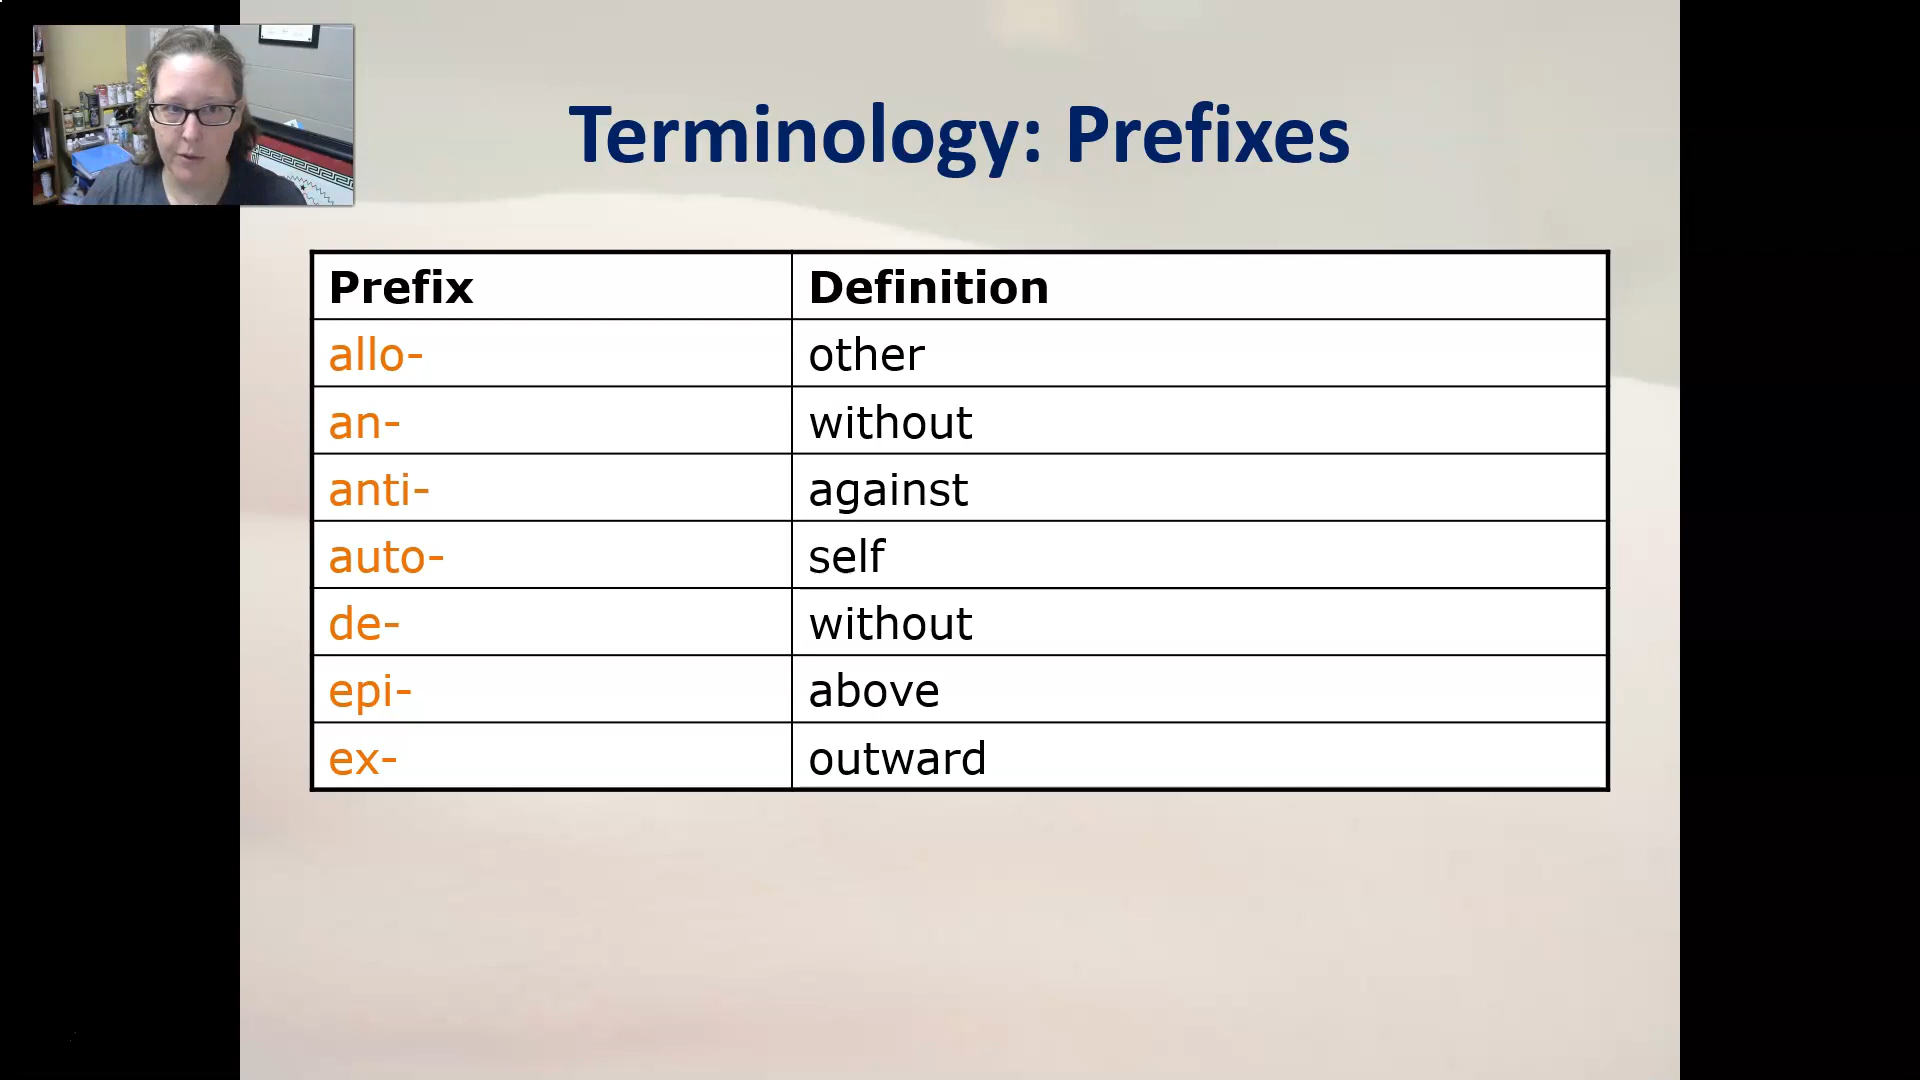 Terminology: Prefixes
Prefix Definition
allo- other
an- without
anti- against
auto- self
de- without
epi- above
ex- outward